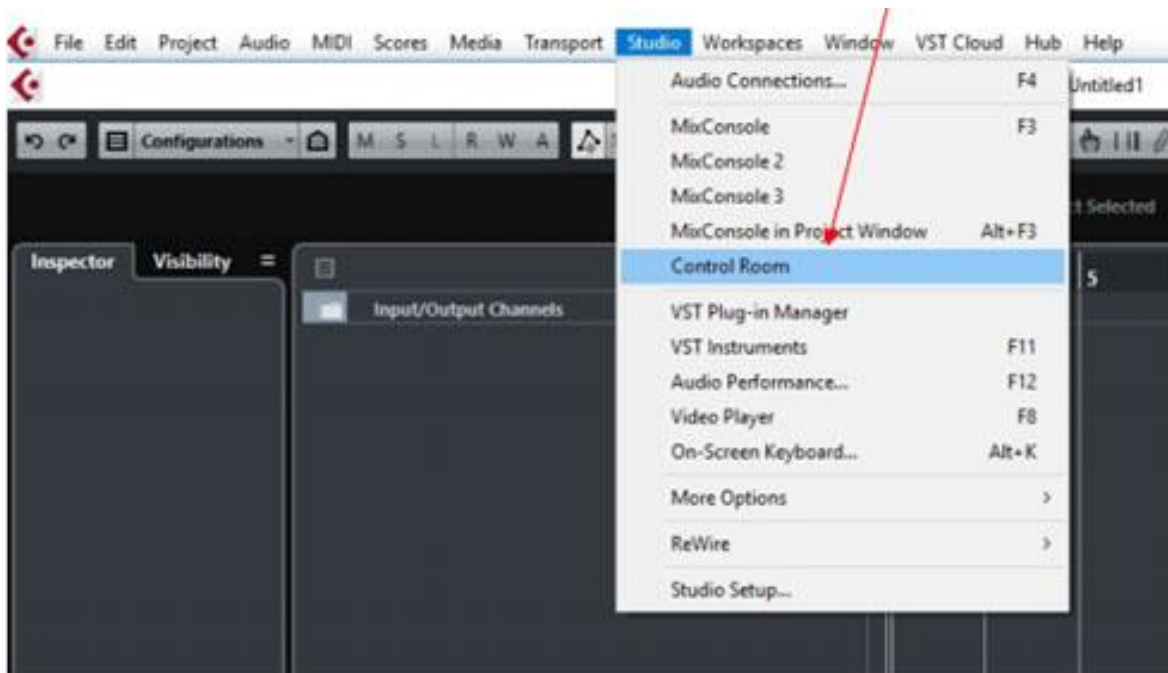 File Edit Project Audio MIDI Scores Media Transport Studio Workspaces Window VST Cloud Hub Help
Untitled1
Configurations M S L R W A
Audio Connections... F4
MixConsole F3
MixConsole 2
MixConsole 3
MixConsole in Project Window Alt+F3
Control Room
VST Plug-in Manager
VST Instruments F11
Audio Performance... F12
Video Player F8
On-Screen Keyboard... Alt+K
More Options
ReWire
Studio Setup...
Selected
Inspector Visibility
5
Input/Output Channels